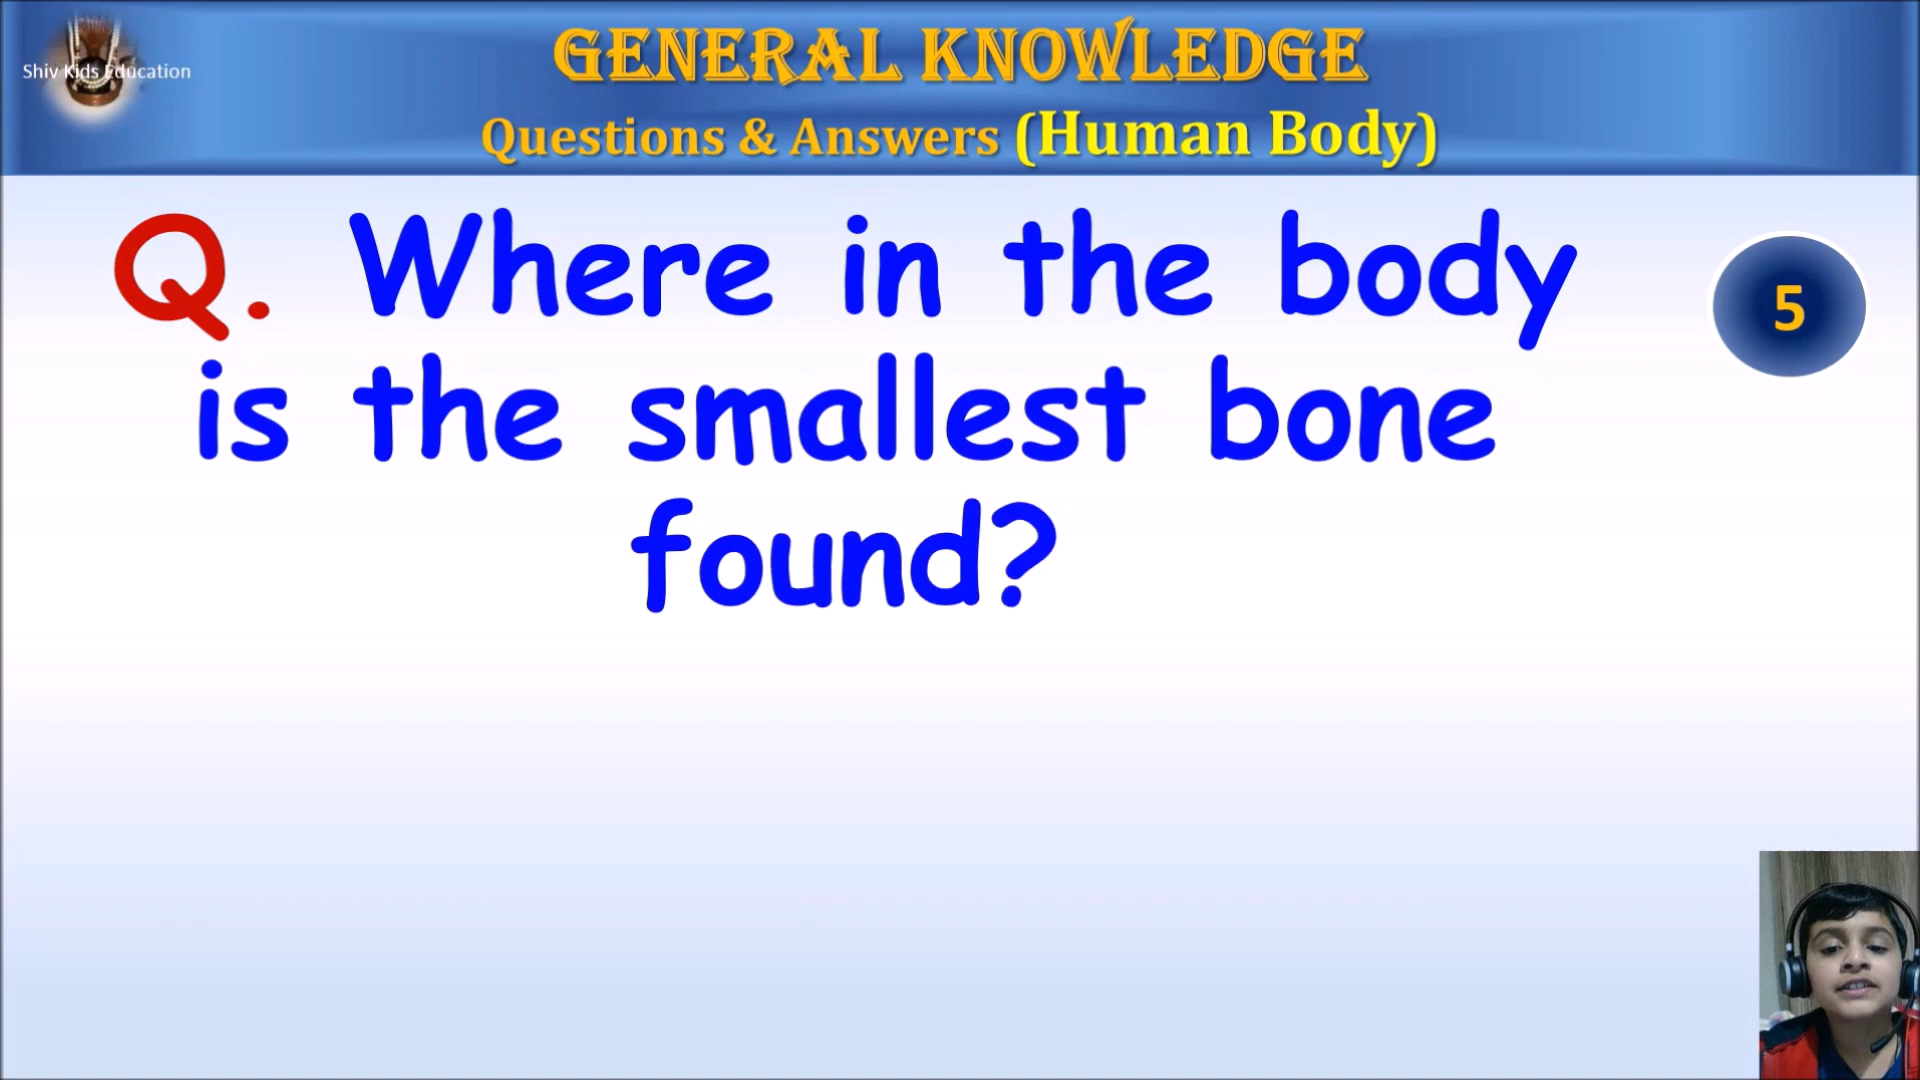 Shiv Kids Education
GENERAL KNOWLEDGE
Questions & Answers (Human Body)
Q. Where in the body
is the smallest bone
found?
5